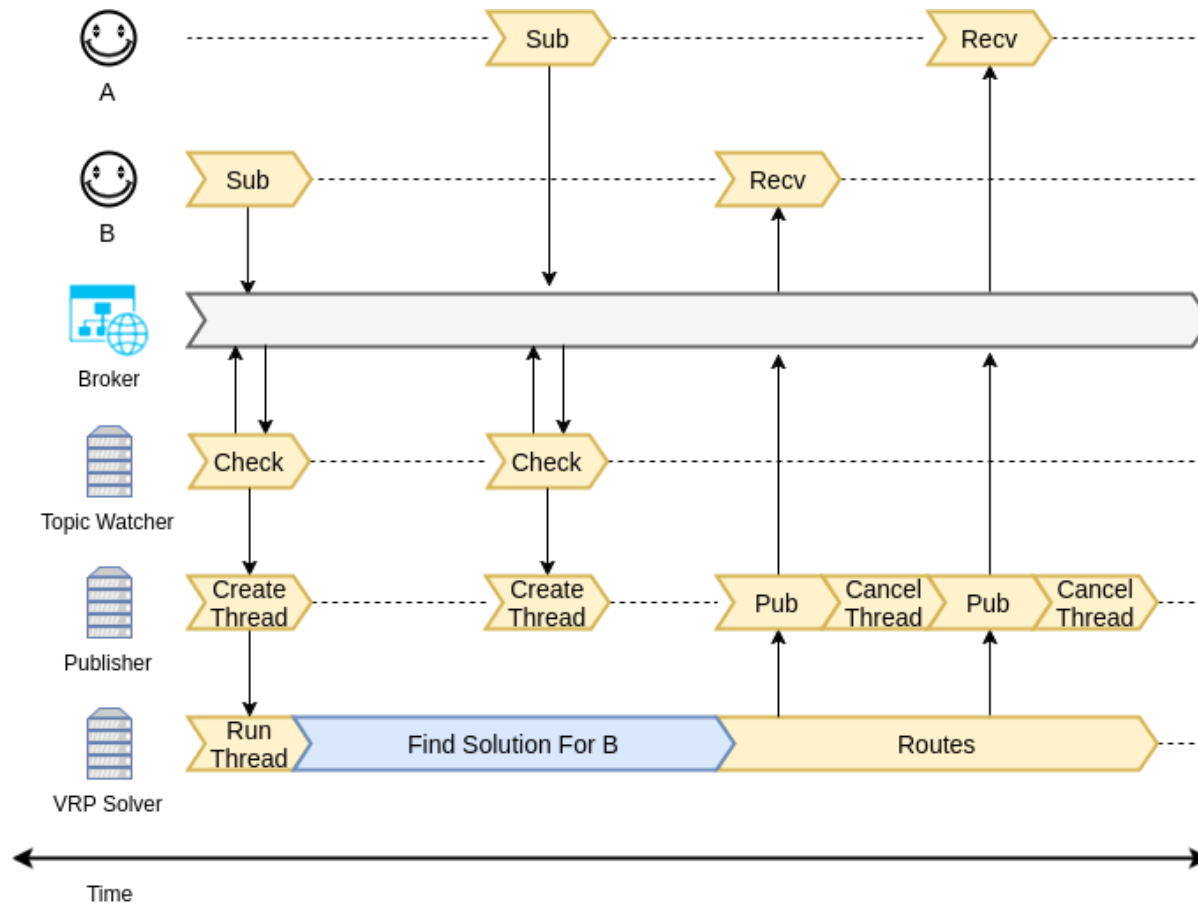 Sub
Recv
A
Sub
Recv
B
Broker
Check
Check
Topic Watcher
Create
Thread
Create
Thread
Pub
Cancel
Thread
Pub
Cancel
Thread
Publisher
Run
Thread
Find Solution For B
Routes
VRP Solver
Time